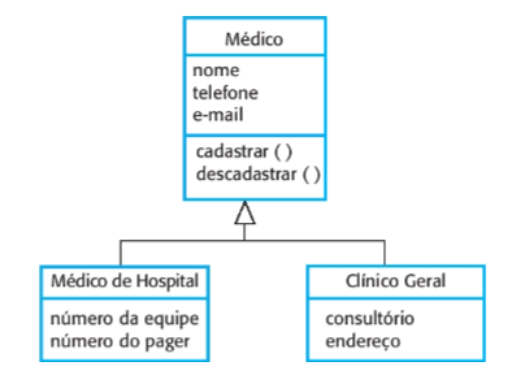 Médico
nome
telefone
e-mail
cadastrar ( )
descadastrar ( )
Médico de Hospital
número da equipe
número do pager
Clínico Geral
consultório
endereço